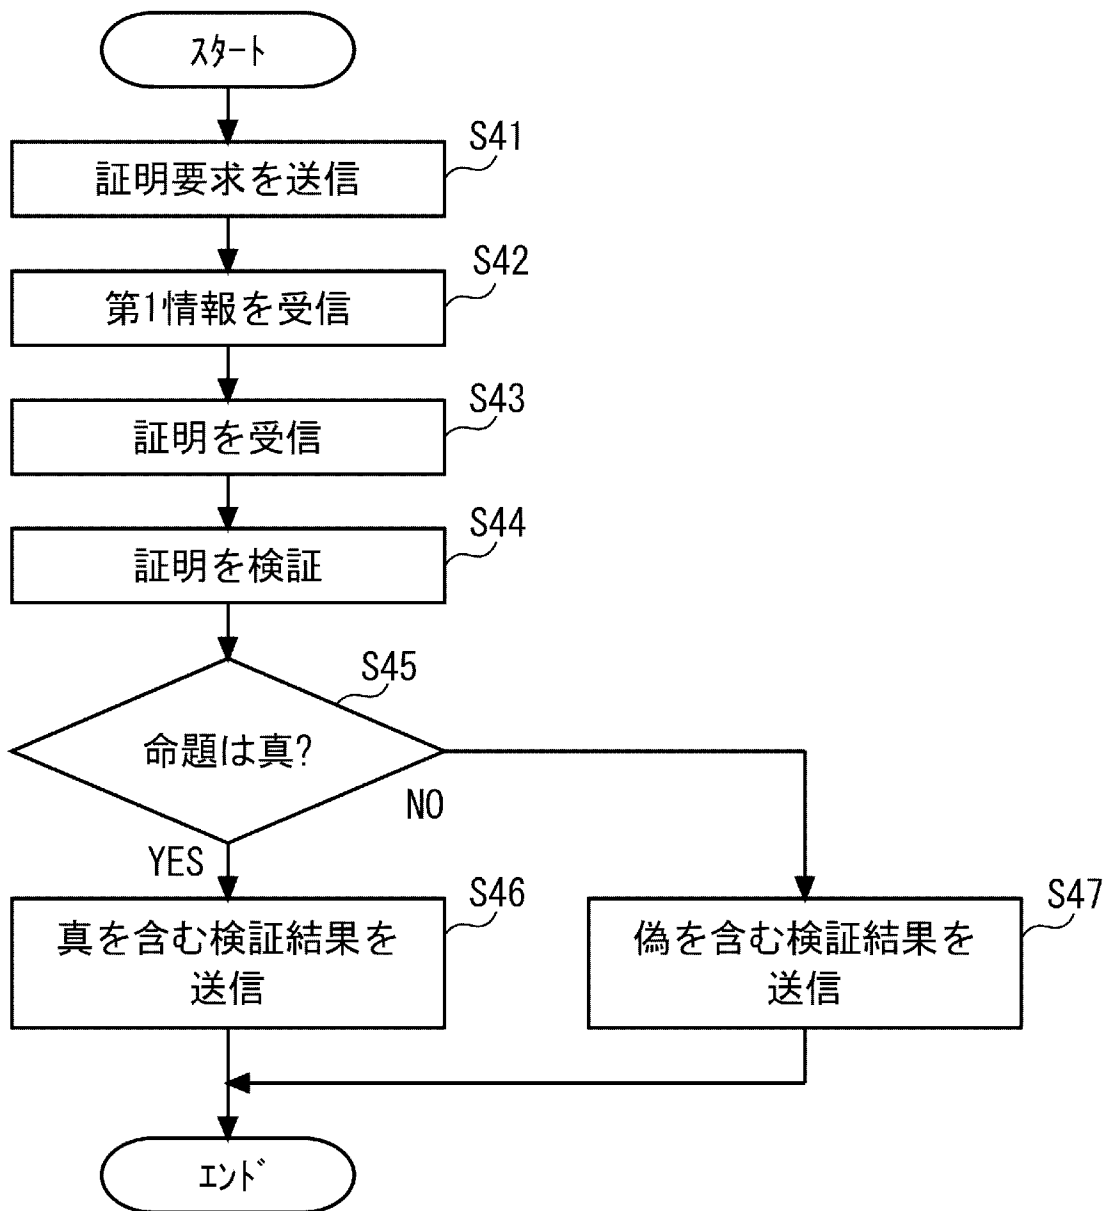 ｽﾀｰﾄ
S41
証明要求を送信
S42
第1情報を受信
S43
証明を受信
S44
証明を検証
S45
命題は真?
NO
YES
S46
真を含む検証結果を
送信
S47
偽を含む検証結果を
送信
ｴﾝﾄﾞ